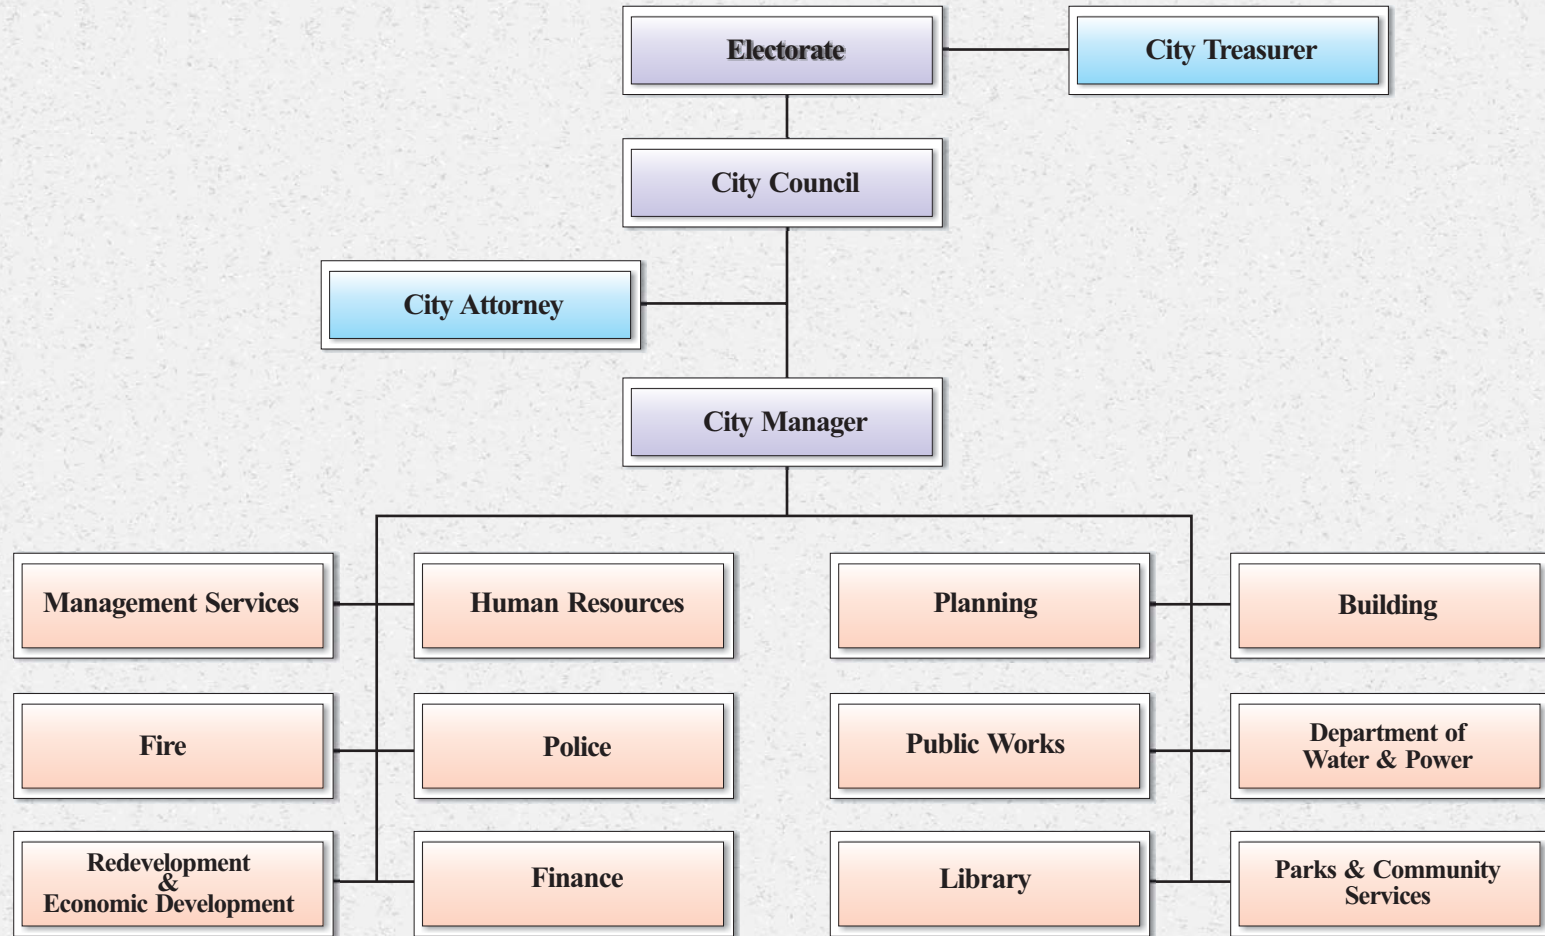 Electorate
City Treasurer
City Council
City Attorney
City Manager
Management Services
Human Resources
Planning
Building
Fire
Police
Public Works
Department of
Water & Power
Redevelopment
&
Economic Development
Finance
Library
Parks & Community
Services